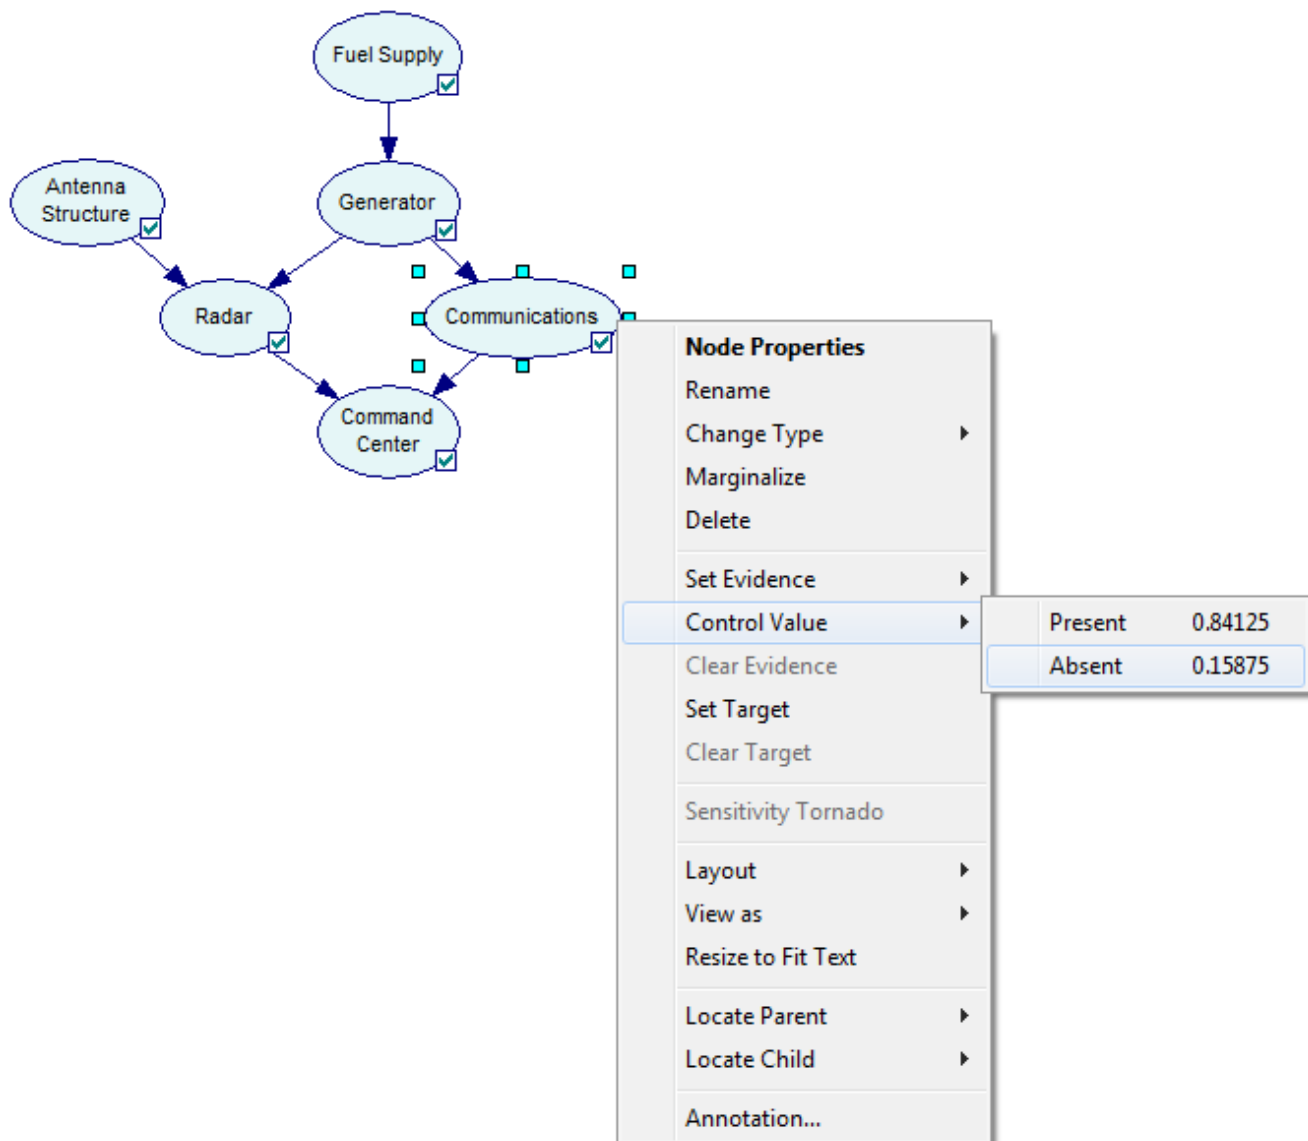 Fuel Supply
Antenna
Structure
Generator
Radar
Communications
Command
Center
Node Properties
Rename
Change Type
Marginalize
Delete
Set Evidence
Control Value
Present 0.84125
Absent 0.15875
Clear Evidence
Set Target
Clear Target
Sensitivity Tornado
Layout
View as
Resize to Fit Text
Locate Parent
Locate Child
Annotation...